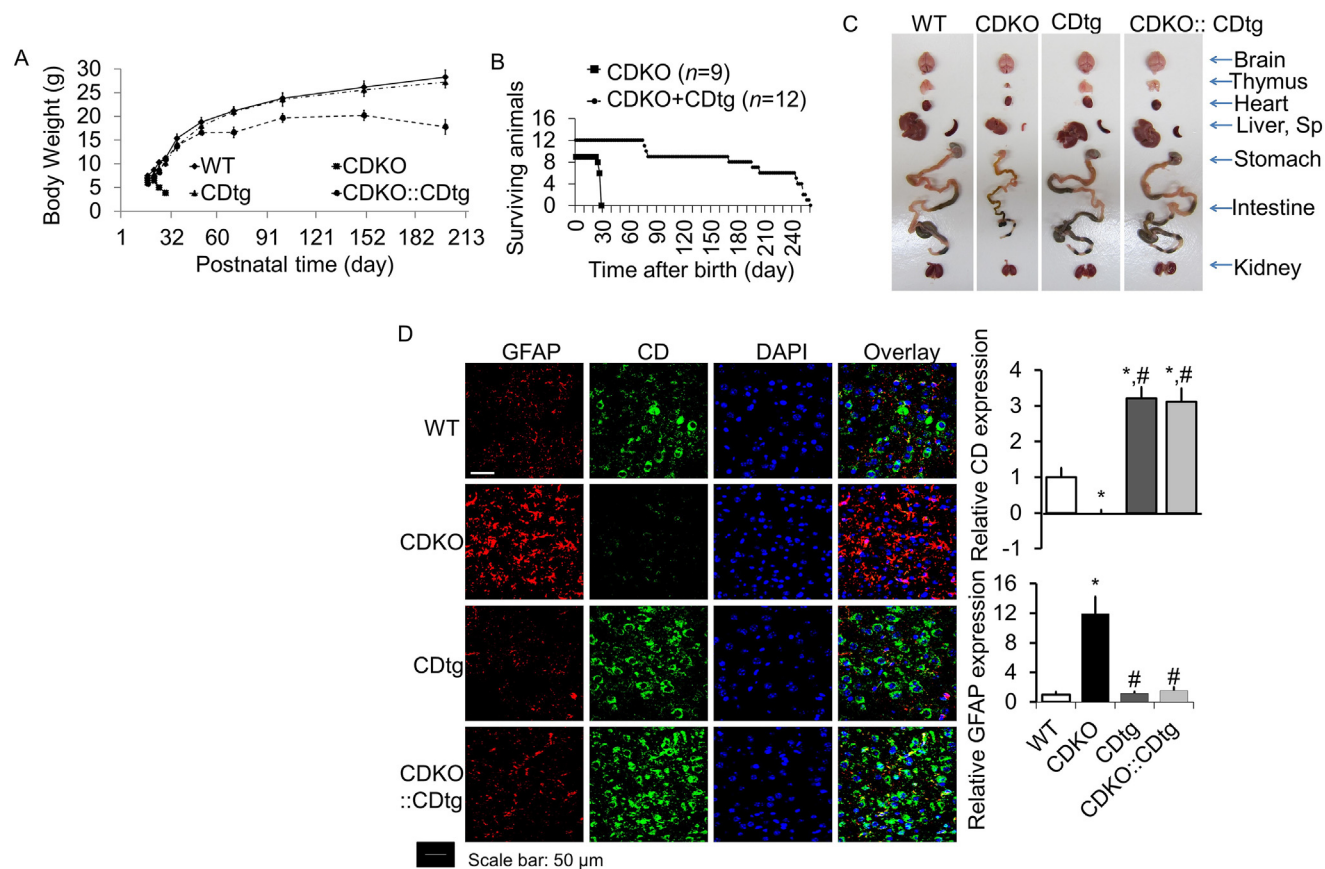 A
Body Weight (g)
30
25
20
15
10
5
0
WT
CDKO
CDtg
CDKO::CDtg
1 32 60 91 121 152 182 213
Postnatal time (day)
B
CDKO (n=9)
CDKO+CDtg (n=12)
Surviving animals
16
12
8
4
0
0 30 60 90 120 150 180 210 240
Time after birth (day)
C
WT CDKO CDtg CDKO:: CDtg
Brain
Thymus
Heart
Liver, Sp
Stomach
Intestine
Kidney
D
GFAP CD DAPI Overlay
WT
CDKO
CDtg
CDKO
::CDtg
Scale bar: 50 µm
Relative CD expression
4
3
2
1
0
-1
*
*,#
*,#
Relative GFAP expression
16
12
8
4
0
*
#
#
WT
CDKO
CDtg
CDKO::CDtg